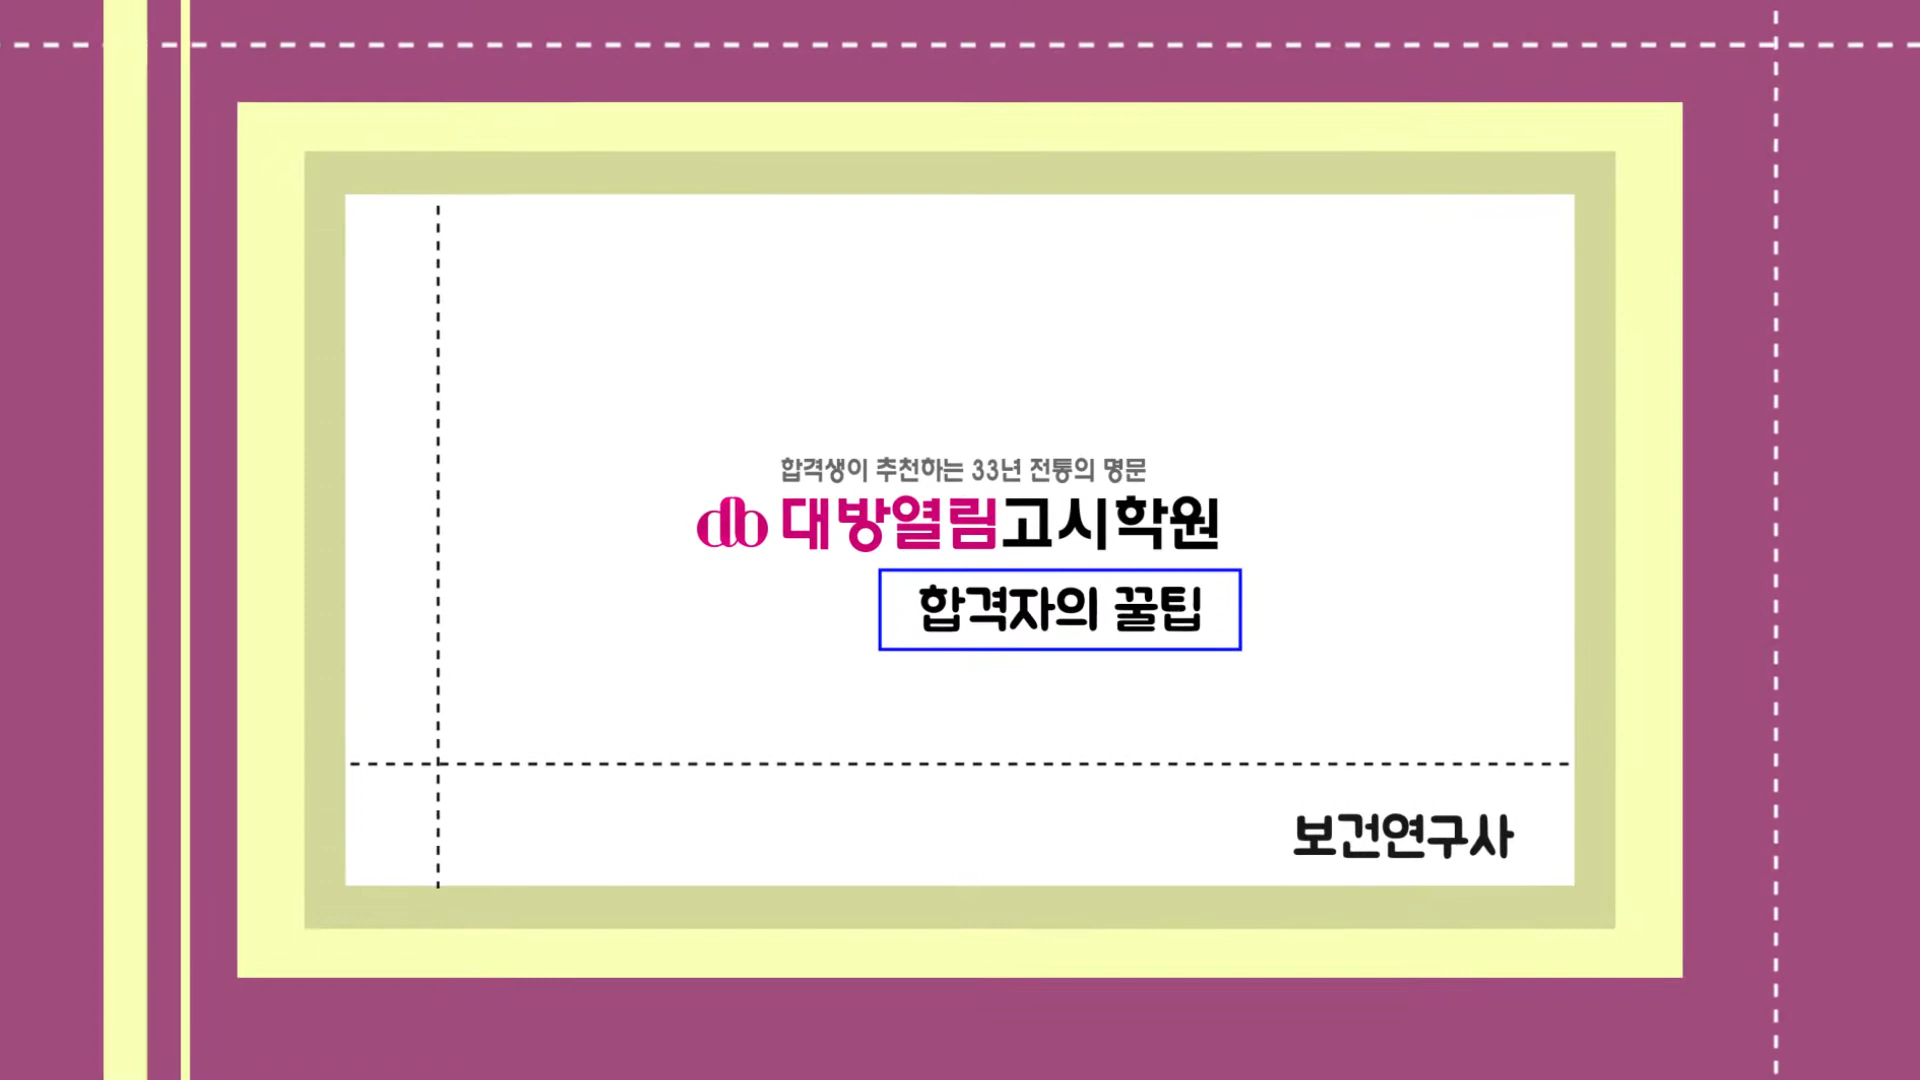 합격생이 추천하는 33년 전통의 명문
db 대방열림고시학원
합격자의 꿀팁
보건연구사